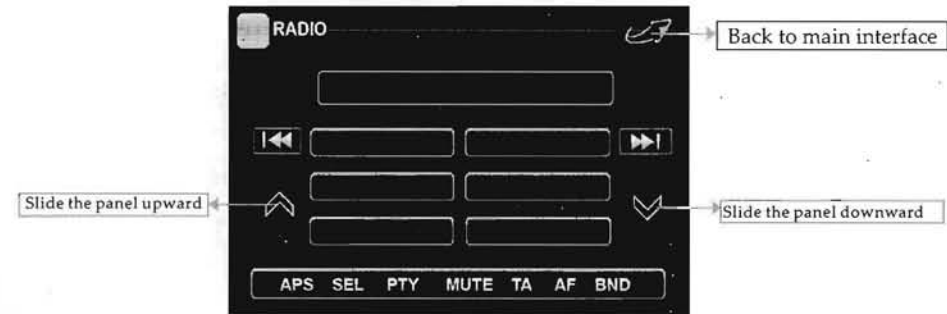 RADIO
Back to main interface
Slide the panel upward
Slide the panel downward
APS SEL PTY MUTE TA AF BND